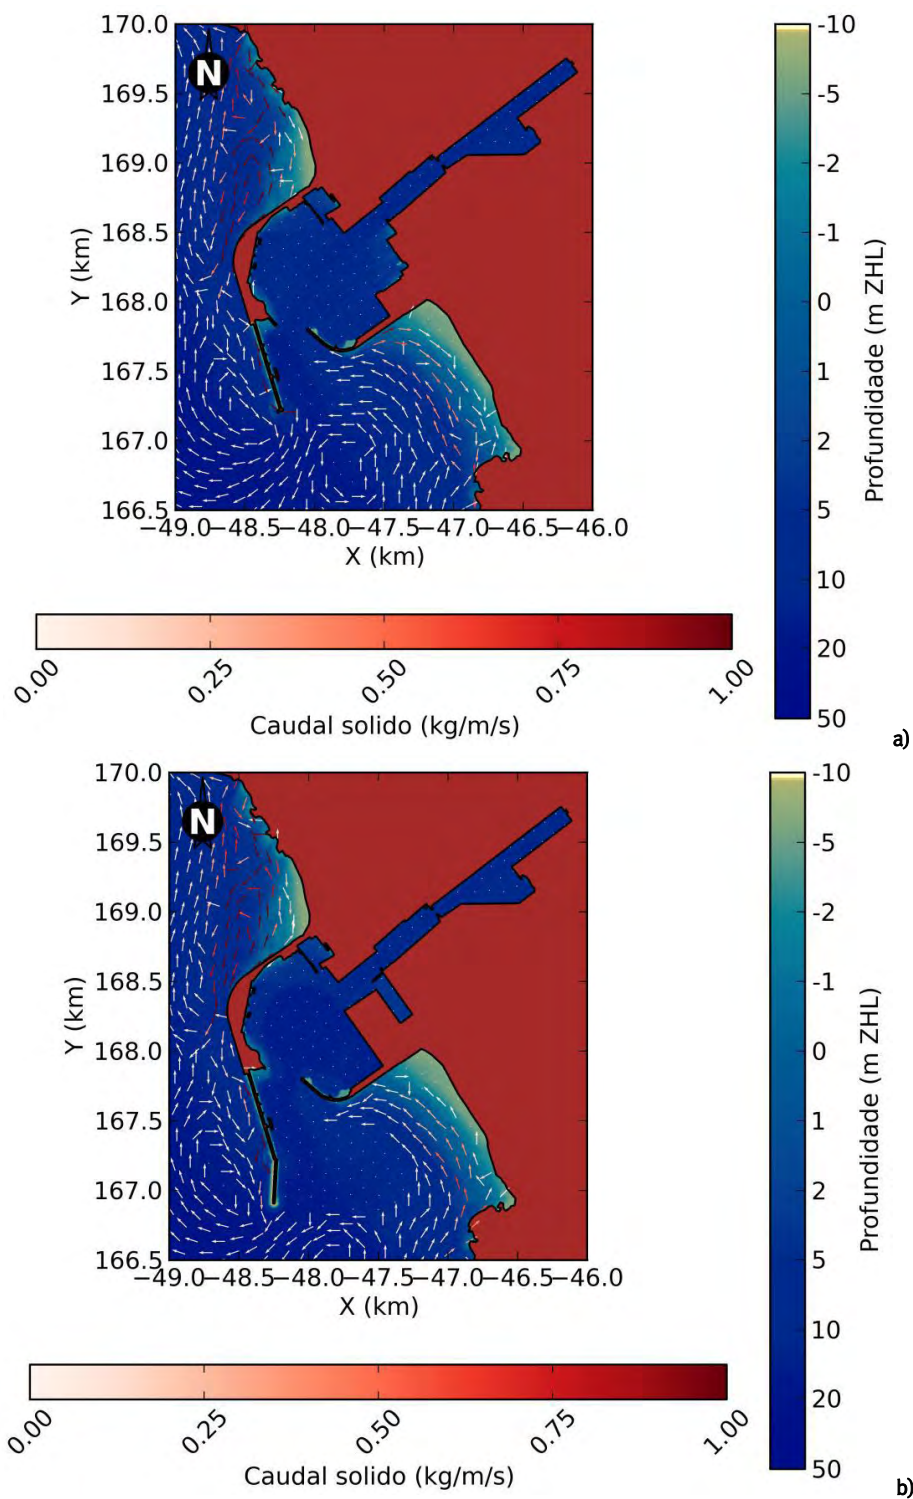 170.0
169.5
169.0
168.5
168.0
167.5
167.0
166.5
Y (km)
N
−49.0−48.5−48.0−47.5−47.0−46.5−46.0
X (km)
-10
-5
-2
-1
0
1
2
5
10
20
50
Profundidade (m ZHL)
0.00 0.25 0.50 0.75 1.00
Caudal solido (kg/m/s)
a)
170.0
169.5
169.0
168.5
168.0
167.5
167.0
166.5
Y (km)
N
−49.0−48.5−48.0−47.5−47.0−46.5−46.0
X (km)
-10
-5
-2
-1
0
1
2
5
10
20
50
Profundidade (m ZHL)
0.00 0.25 0.50 0.75 1.00
Caudal solido (kg/m/s)
b)